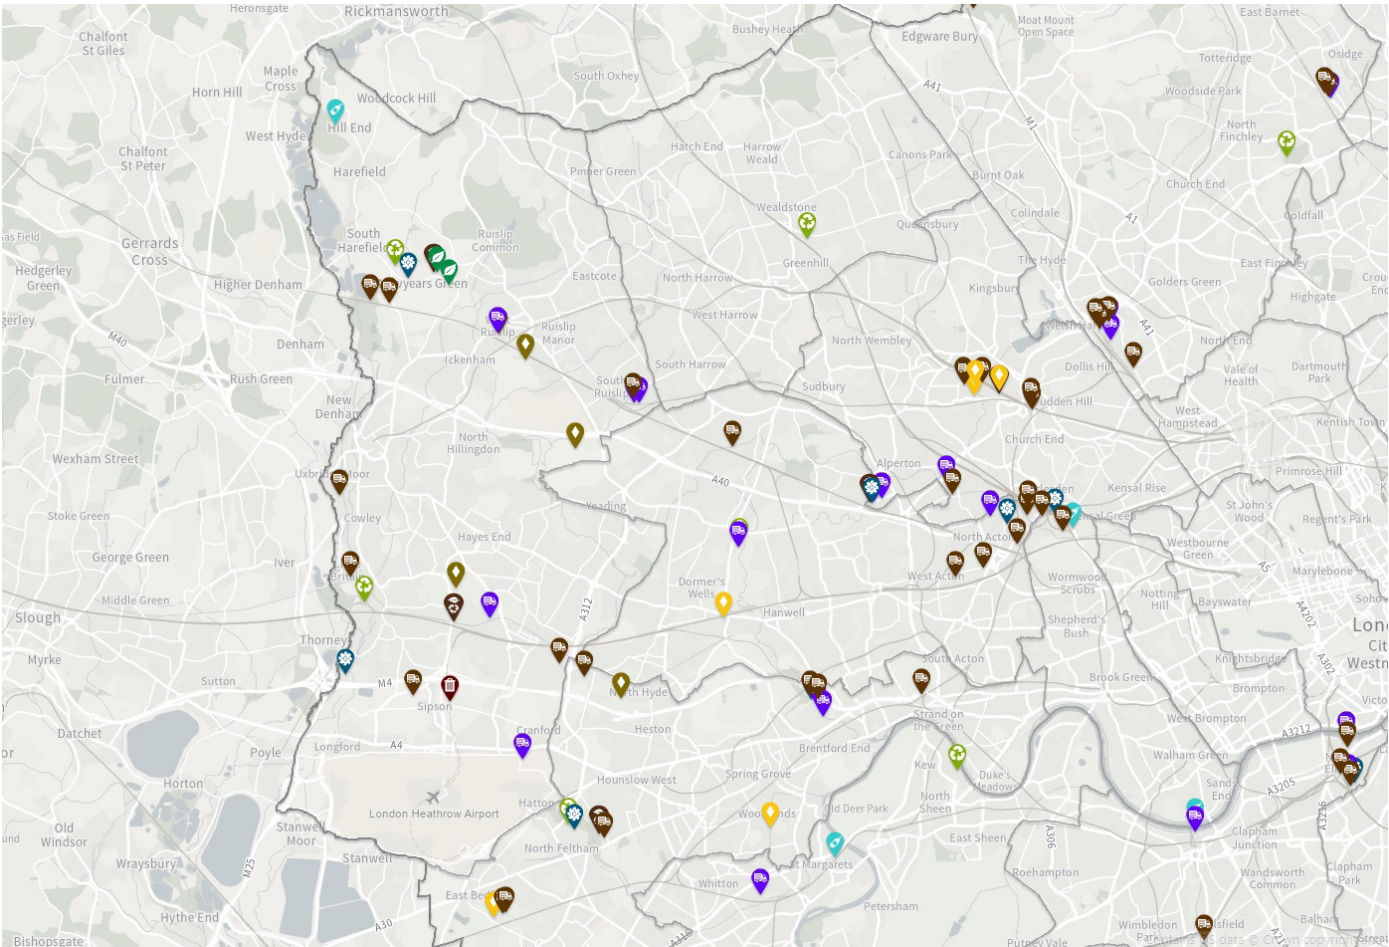 Heronsgate
Rickmansworth
Bushey Heath
Edgware Bury
Moat Mount
Open Space
East Barnet
Chalfont
St Giles
Totteridge
Osidge
Maple
Cross
South Oxhey
A41
Woodside Park
Horn Hill
Woodcock Hill
Hill End
M1
North
Finchley
West Hyde
Hatch End
Harrow
Weald
Canons Park
Chalfont
St Peter
Harefield
Pinner Green
Burnt Oak
Church End
Wealdstone
Colindale
A1
Coldfall
Queensbury
Gerrards
Cross
South
Harefield
Ruislip
Common
Greenhill
The Hyde
East Finchley
Hedgerley
Green
Higher Denham
Eastcote
North Harrow
Kingsbury
Golders Green
Highgate
gerley
West Harrow
A41
M40
Denham
Ruislip
Ruislip
Manor
North Wembley
North End
Ickenham
South Harrow
Dollis Hill
Vale of
Health
Dartmouth
Park
Fulmer
Rush Green
Sudbury
New
Denham
West
Hampstead
Kentish Town
North
Hillingdon
Church End
Wexham Street
Alperton
Primrose Hill
A40
Kensal Rise
Stoke Green
Cowley
Yeading
St John's
Wood
Regent's Park
Hayes End
North Acton
Westbourne
Green
George Green
Iver
A5
Marylebone
West Acton
Wormwood
Scrubs
Middle Green
Dormer's
Wells
Hanwell
Notting
Hill
Bayswater
Soho
A312
A4202
Slough
Shepherd's
Bush
Thorney
A302
Myrke
South Acton
Knightsbridge
Sutton
M4
Brook Green
Brompton
Sipson
North Hyde
Cranford
Heston
Strand on
the Green
West Brompton
Datchet
Poyle
Longford
A4
Brentford End
A3212
Walham Green
Horton
Hounslow West
Spring Grove
Kew
Duke's
Meadows
A3205
London Heathrow Airport
North
Sheen
Old Deer Park
Old
Windsor
Stanwell
Moor
M25
North Feltham
East Sheen
A306
Clapham
Junction
Wraysbury
Stanwell
St Margarets
Roehampton
Clapham
Park
Whitton
Wandsworth
Common
Petersham
Hythe End
A30
Wimbledon
Park
Balham
A316
Putney Vale
Bishopsgate